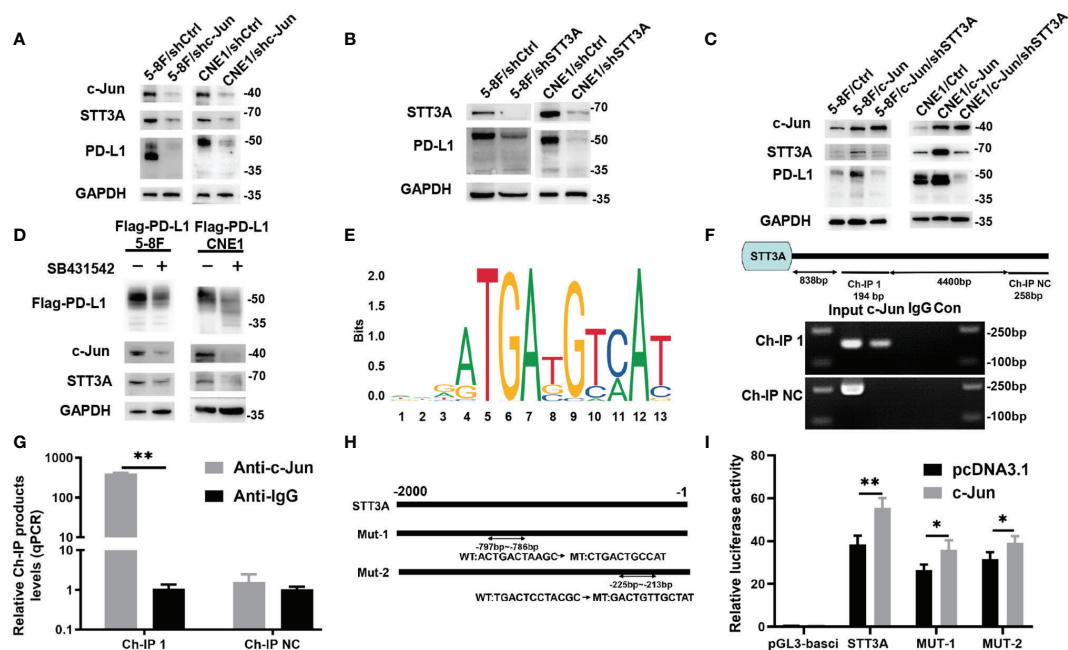 A
5-8F/shCtrl
5-8F/shc-Jun
CNE1/shCtrl
CNE1/shc-Jun
c-Jun
-40
STT3A
-70
PD-L1
-50
GAPDH
-35
B
5-8F/shCtrl
5-8F/shSTT3A
CNE1/shCtrl
CNE1/shSTT3A
STT3A
-70
PD-L1
-50
GAPDH
-35
C
5-8F/Ctrl
5-8F/c-Jun
5-8F/c-Jun/shSTT3A
CNE1/Ctrl
CNE1/c-Jun
CNE1/c-Jun/shSTT3A
c-Jun
-40
STT3A
-70
PD-L1
-50
GAPDH
-35
D
Flag-PD-L1 Flag-PD-L1
5-8F CNE1
SB431542 – + – +
Flag-PD-L1
-50
-35
c-Jun
-40
STT3A
-70
GAPDH
-35
E
2.0
1.5
Bits
1.0
0.5
0.0
1 2 3 4 5 6 7 8 9 10 11 12 13
F
STT3A
838bp
Ch-IP 1
194 bp
4400bp
Ch-IP NC
258bp
Input c-Jun IgG Con
Ch-IP 1
-250bp
-100bp
Ch-IP NC
-250bp
-100bp
G
Relative Ch-IP products
levels (qPCR)
1000
100
10
10
1
0.1
**
Anti-c-Jun
Anti-IgG
Ch-IP 1
Ch-IP NC
H
-2000 -1
STT3A
Mut-1
-797bp~-786bp
WT:ACTGACTAAGC→ MT:CTGACTGCCAT
Mut-2
-225bp~-213bp
WT:TGACTCCTACGC→MT:GACTGTTGCTAT
I
Relative luciferase activity
80
60
40
20
0
**
*
*
pcDNA3.1
c-Jun
pGL3-basci
STT3A
MUT-1
MUT-2